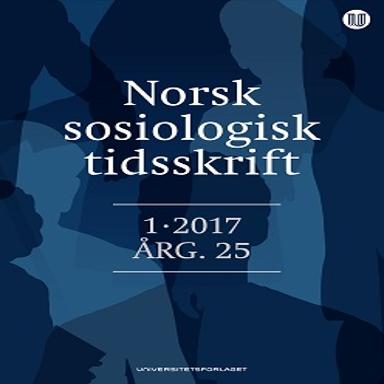 Norsk
sosiologisk
tidsskrift
1·2017
ÅRG. 25
UNIVERSITETSFORLAGET